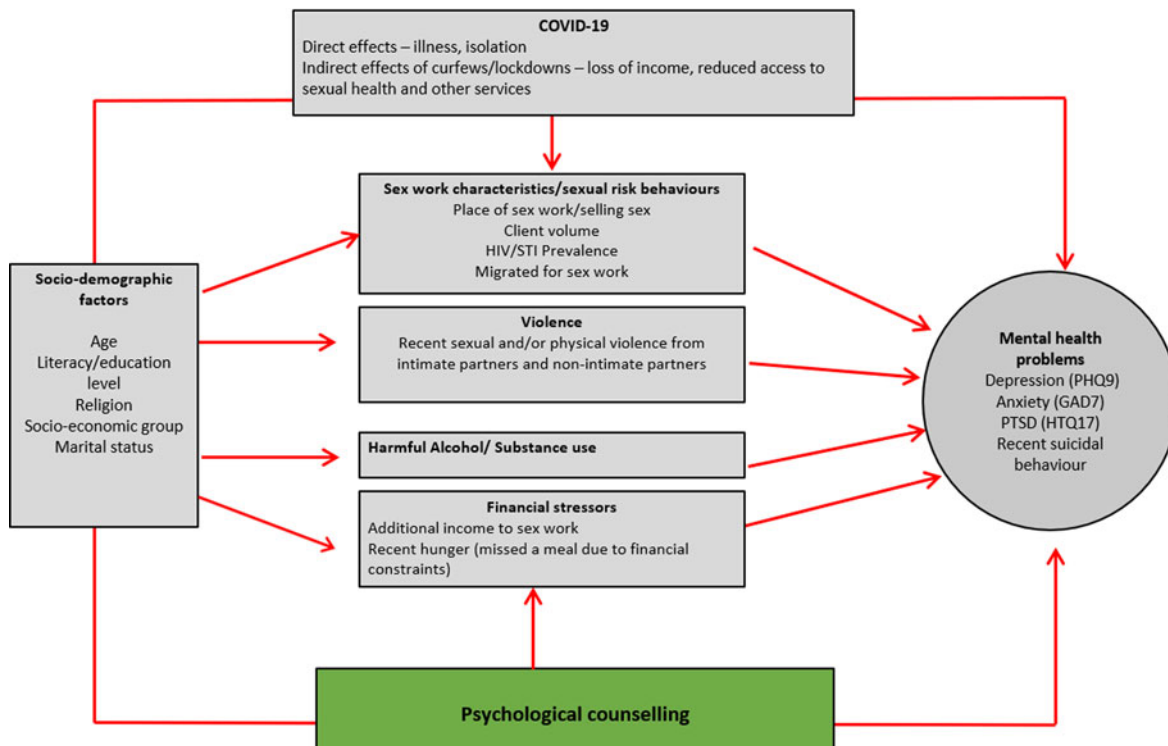 COVID-19
Direct effects – illness, isolation
Indirect effects of curfews/lockdowns – loss of income, reduced access to
sexual health and other services
Sex work characteristics/sexual risk behaviours
Place of sex work/selling sex
Client volume
HIV/STI Prevalence
Migrated for sex work
Socio-demographic
factors
Age
Literacy/education
level
Religion
Socio-economic group
Marital status
Violence
Recent sexual and/or physical violence from
intimate partners and non-intimate partners
Harmful Alcohol/ Substance use
Financial stressors
Additional income to sex work
Recent hunger (missed a meal due to financial
constraints)
Mental health
problems
Depression (PHQ9)
Anxiety (GAD7)
PTSD (HTQ17)
Recent suicidal
behaviour
Psychological counselling